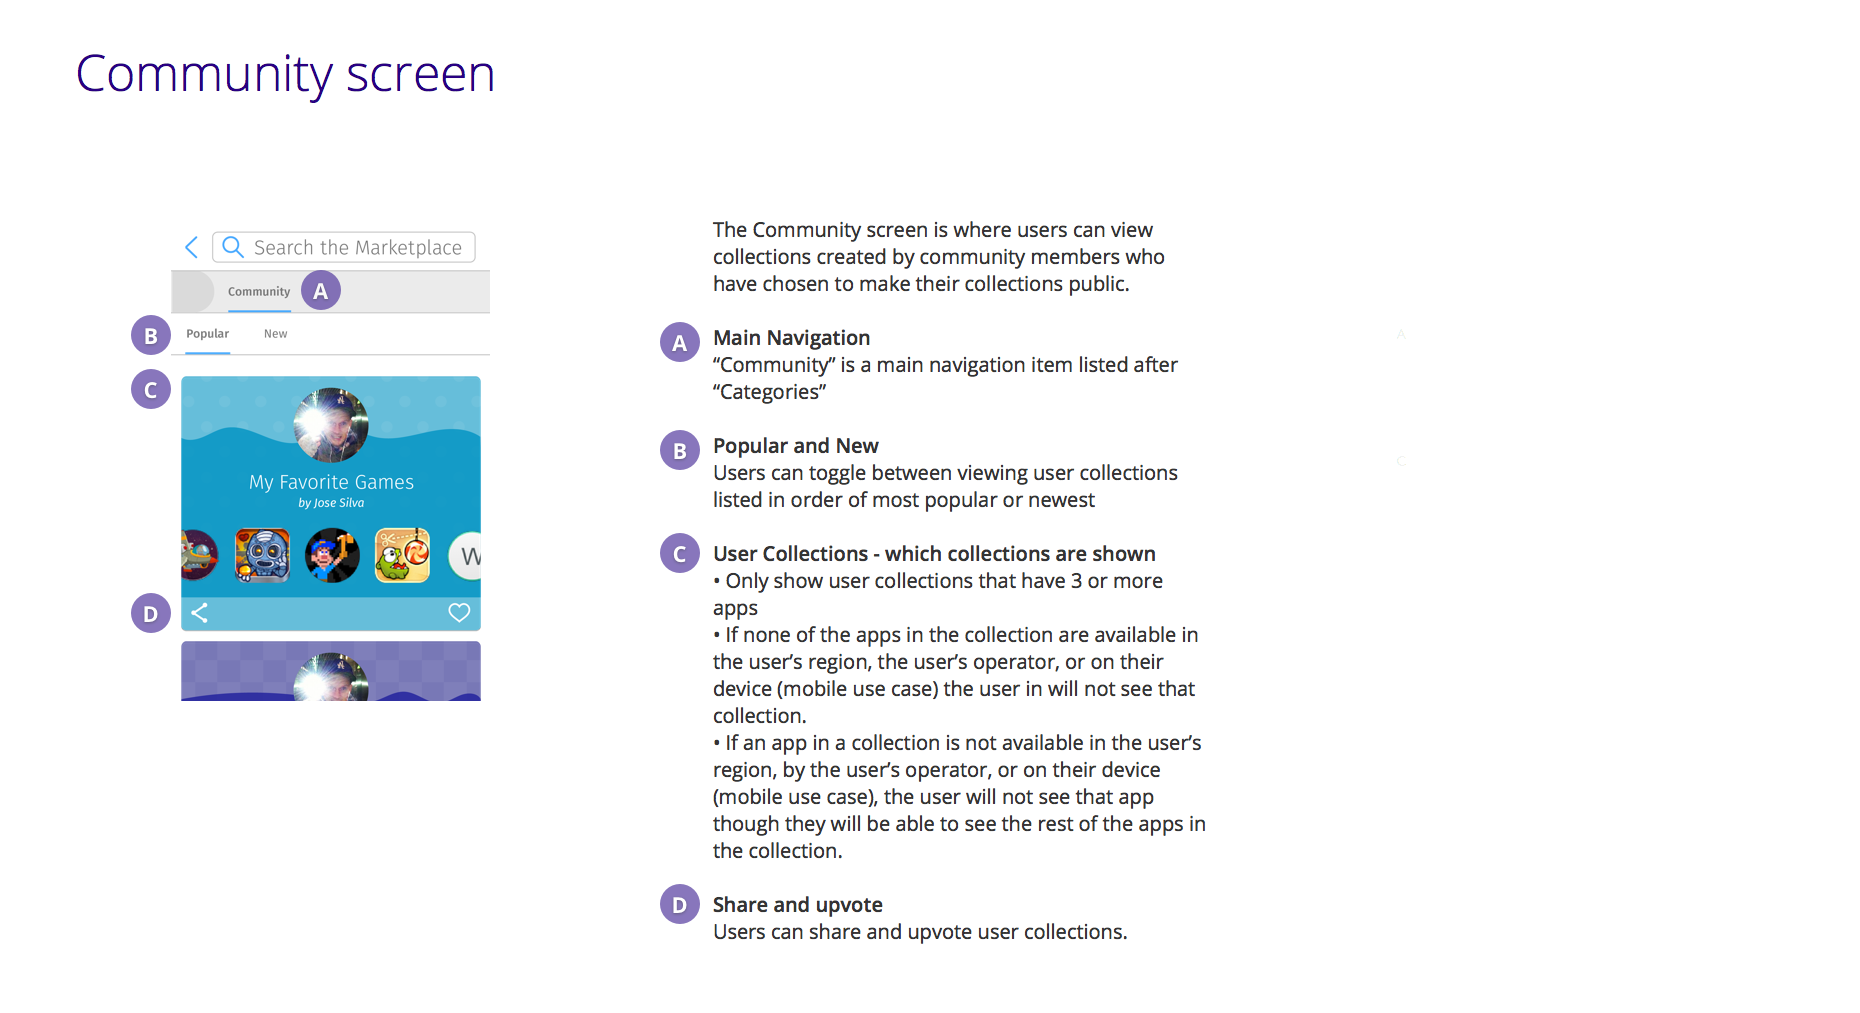 Community screen
Search the Marketplace
Community
A
B
Popular
New
C
My Favorite Games
by Jose Silva
W
D
The Community screen is where users can view
collections created by community members who
have chosen to make their collections public.
A
Main Navigation
“Community” is a main navigation item listed after
“Categories”
B
Popular and New
Users can toggle between viewing user collections
listed in order of most popular or newest
C
User Collections - which collections are shown
• Only show user collections that have 3 or more
apps
• If none of the apps in the collection are available in
the user’s region, the user’s operator, or on their
device (mobile use case) the user in will not see that
collection.
• If an app in a collection is not available in the user’s
region, by the user’s operator, or on their device
(mobile use case), the user will not see that app
though they will be able to see the rest of the apps in
the collection.
D
Share and upvote
Users can share and upvote user collections.
A
C